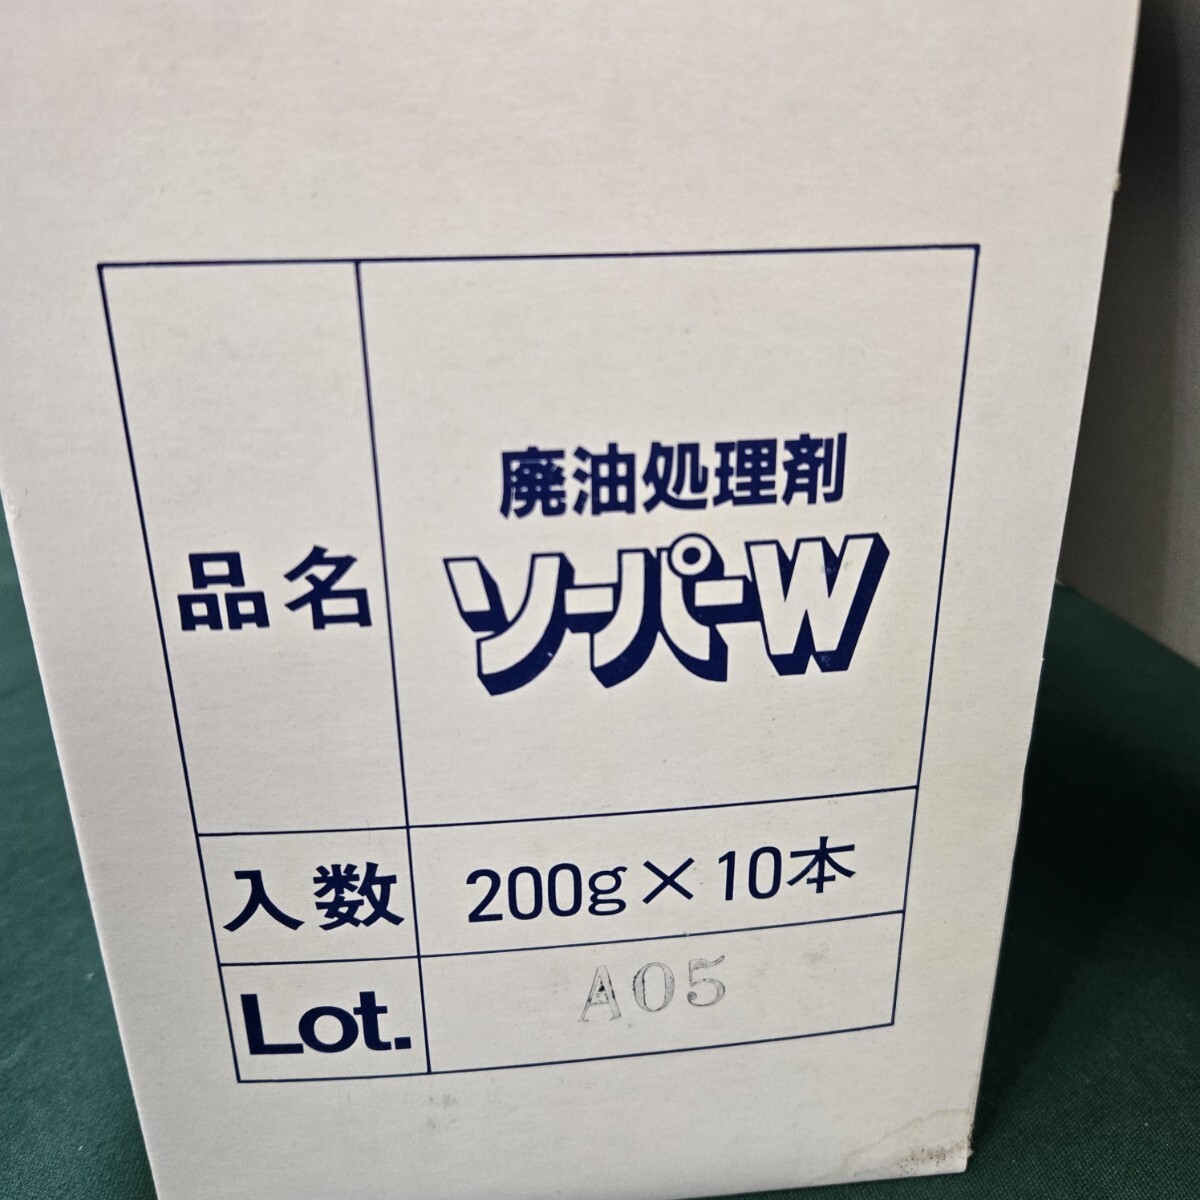 品名
廃油処理剤
ソーパーW
入数
200g×10本
Lot.
A05